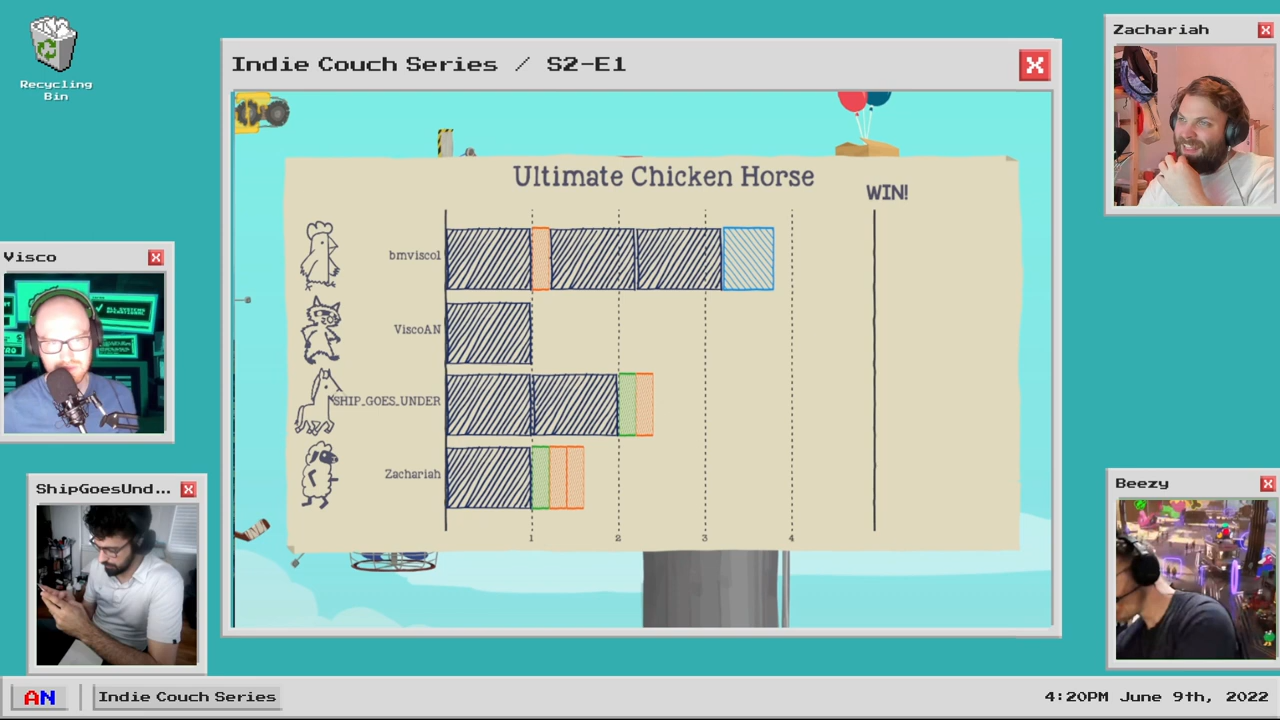 Recycling
Bin
Indie Couch Series / S2-E1
Zachariah
Ultimate Chicken Horse
WIN!
bmviscol
ViscoAN
SHIP_GOES_UNDER
Zachariah
1
2
3
4
Visco
ShipGoesUnd...
Beezy
AN
Indie Couch Series
4:20PM June 9th, 2022